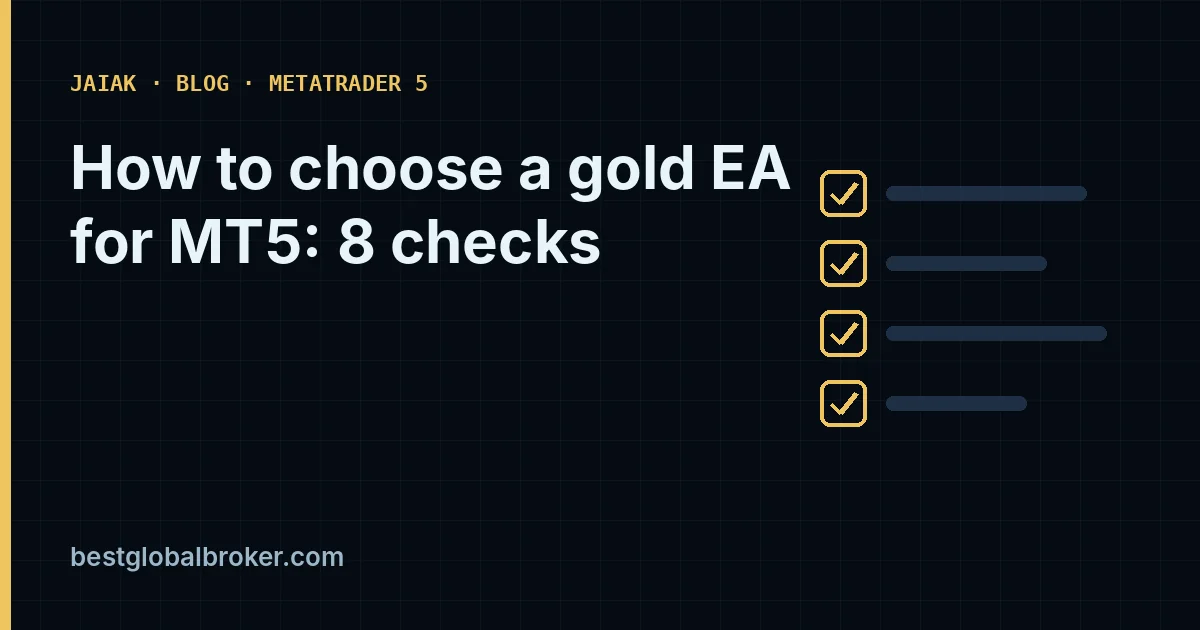 JAIAK · BLOG · METATRADER 5
How to choose a gold EA
for MT5: 8 checks
bestglobalbroker.com